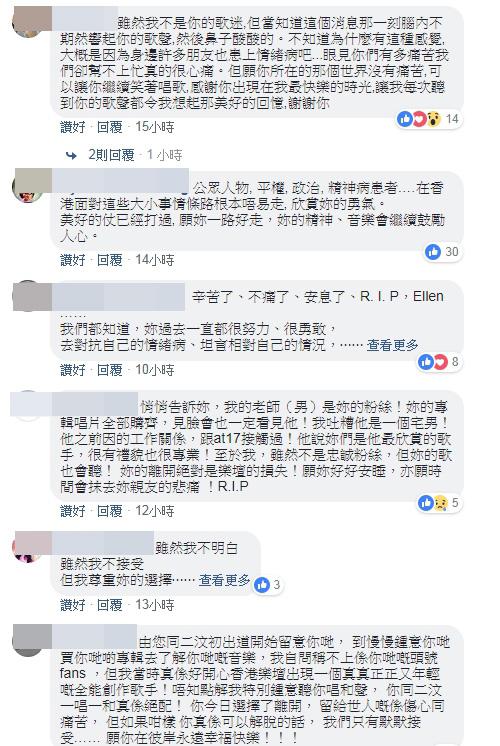 雖然我不是你的歌迷,但當知道這個消息那一刻腦內不
期然響起你的歌聲,然後鼻子酸酸的。不知道為什麼有這種感覺,
大概是因為身邊許多朋友也患上情緒病吧...眼見你們有多痛苦我
們卻幫不上忙真的很心痛。但願你所在的那個世界沒有痛苦,可
以讓你繼續笑著唱歌,感謝你出現在我最快樂的時光,讓我每次聽
到你的歌聲都令我想起那美好的回憶,謝謝你
14
讚好 · 回覆 · 15小時
2則回覆 · 1 小時
公眾人物, 平權, 政治, 精神病患者....在香
港面對這些大小事情條路根本唔易走, 欣賞妳的勇氣。
美好的仗已經打過, 願妳一路好走，妳的精神、音樂會繼續鼓勵
人心。
30
讚好 · 回覆 · 14小時
辛苦了、不痛了、安息了、R. I. P，Ellen
……
我們都知道，妳過去一直都很努力、很勇敢，
去對抗自己的情緒病、坦言相對自己的情況，…… 查看更多
8
讚好 · 回覆 · 10小時
悄悄告訴妳，我的老師（男）是妳的粉絲！妳的專
輯唱片全部購齊，見臉會也一定看見他！我吐糟他是一個宅男！
他之前因的工作關係，跟at17接觸過！他說妳們是他最欣賞的歌
手，很有禮貌也很專業！至於我，雖然不是忠誠粉絲，但妳的歌
也會聽！ 妳的離開絕對是樂壇的損失！願妳好好安睡，亦願時
間會抹去妳親友的悲痛 ！R.I.P
5
讚好 · 回覆 · 12小時
雖然我不明白
雖然我不接受
但我尊重妳的選擇…… 查看更多
3
讚好 · 回覆 · 13小時
由您同二汶初出道開始留意你哋， 到慢慢鍾意你哋
買你哋啲專輯去了解你哋嘅音樂，我自問稱不上係你哋嘅頭號
fans ，但我當時真係好開心香港樂壇出現一個真真正正又年輕
嘅全能創作歌手！唔知點解我特別鍾意聽你唱和聲， 你同二汶
一唱一和真係絕配！ 你今日選擇了離開， 留給世人嘅係傷心同
痛苦， 但如果咁樣 你真係可以解脫的話， 我們只有默默接
受…… 願你在彼岸永遠幸福快樂！！！